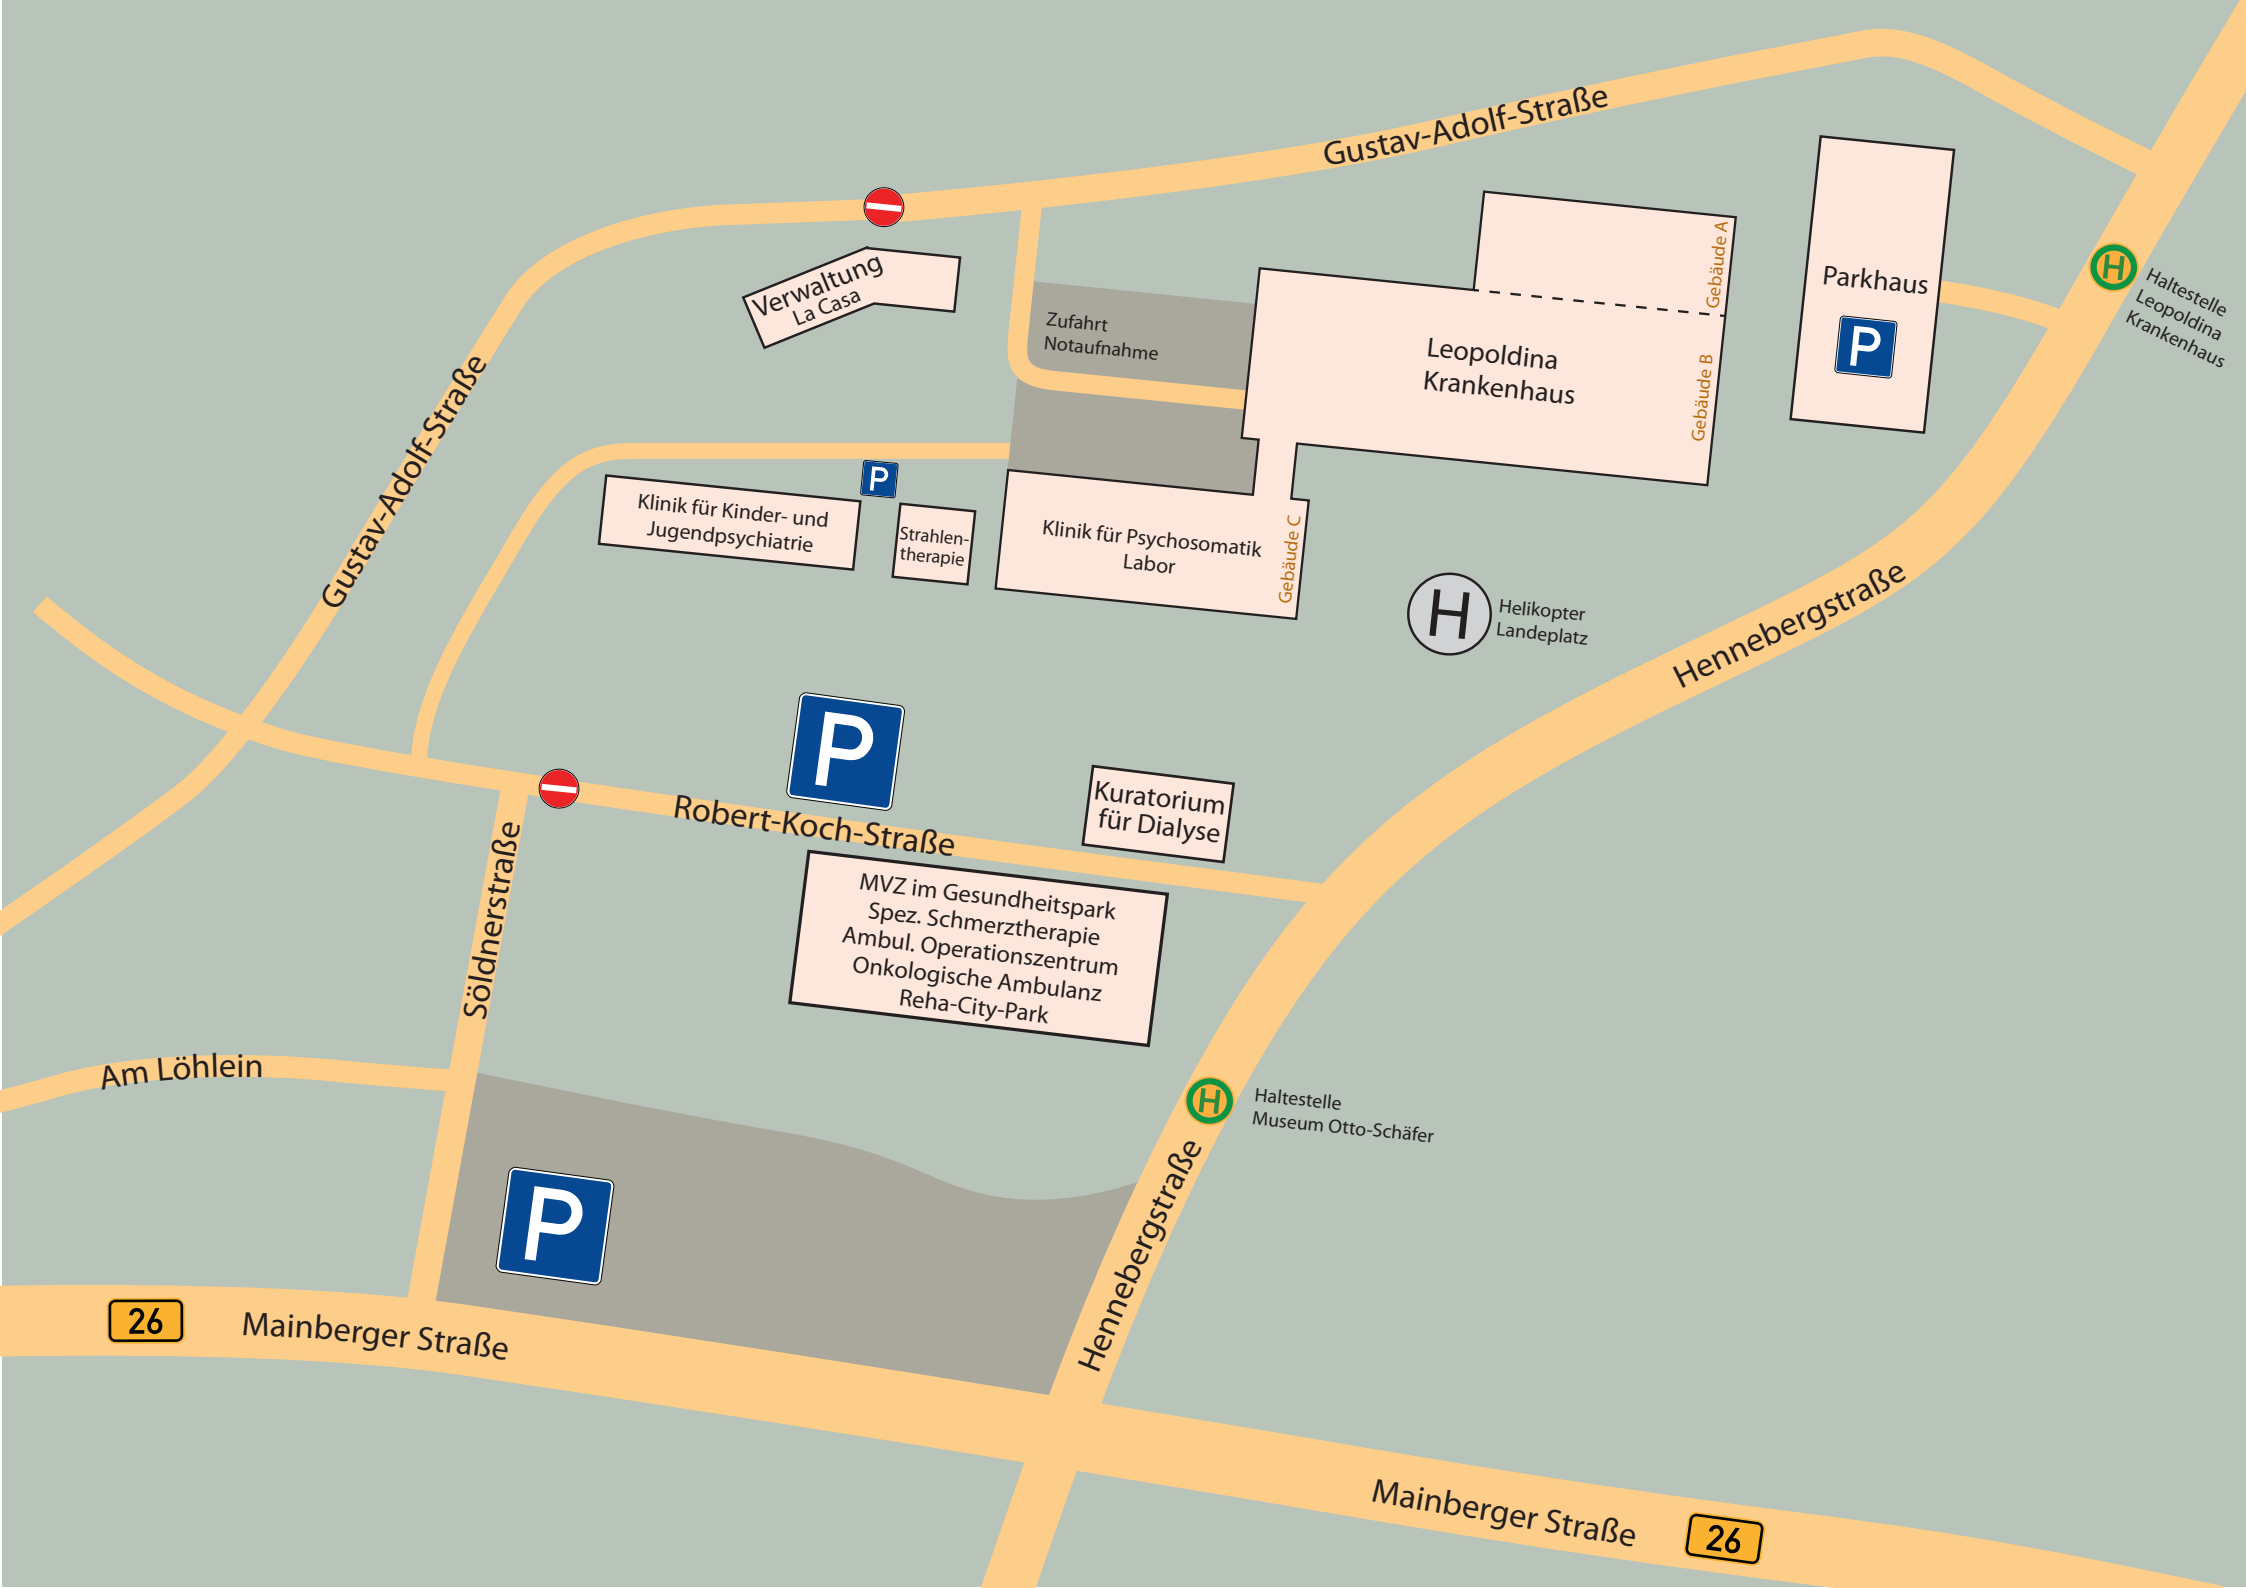 Gustav-Adolf-Straße
Verwaltung
La Casa
Zufahrt
Notaufnahme
Leopoldina
Krankenhaus
Gebäude A
Gebäude B
Parkhaus
P
H
Haltestelle
Leopoldina
Krankenhaus
Gustav-Adolf-Straße
P
Klinik für Kinder- und
Jugendpsychiatrie
Strahlen-
therapie
Klinik für Psychosomatik
Labor
Gebäude C
H
Helikopter
Landeplatz
Hennebergstraße
P
Robert-Koch-Straße
Kuratorium
für Dialyse
MVZ im Gesundheitspark
Spez. Schmerztherapie
Ambul. Operationszentrum
Onkologische Ambulanz
Reha-City-Park
Söldnerstraße
Am Löhlein
H
Haltestelle
Museum Otto-Schäfer
P
Hennebergstraße
26
Mainberger Straße
Mainberger Straße
26